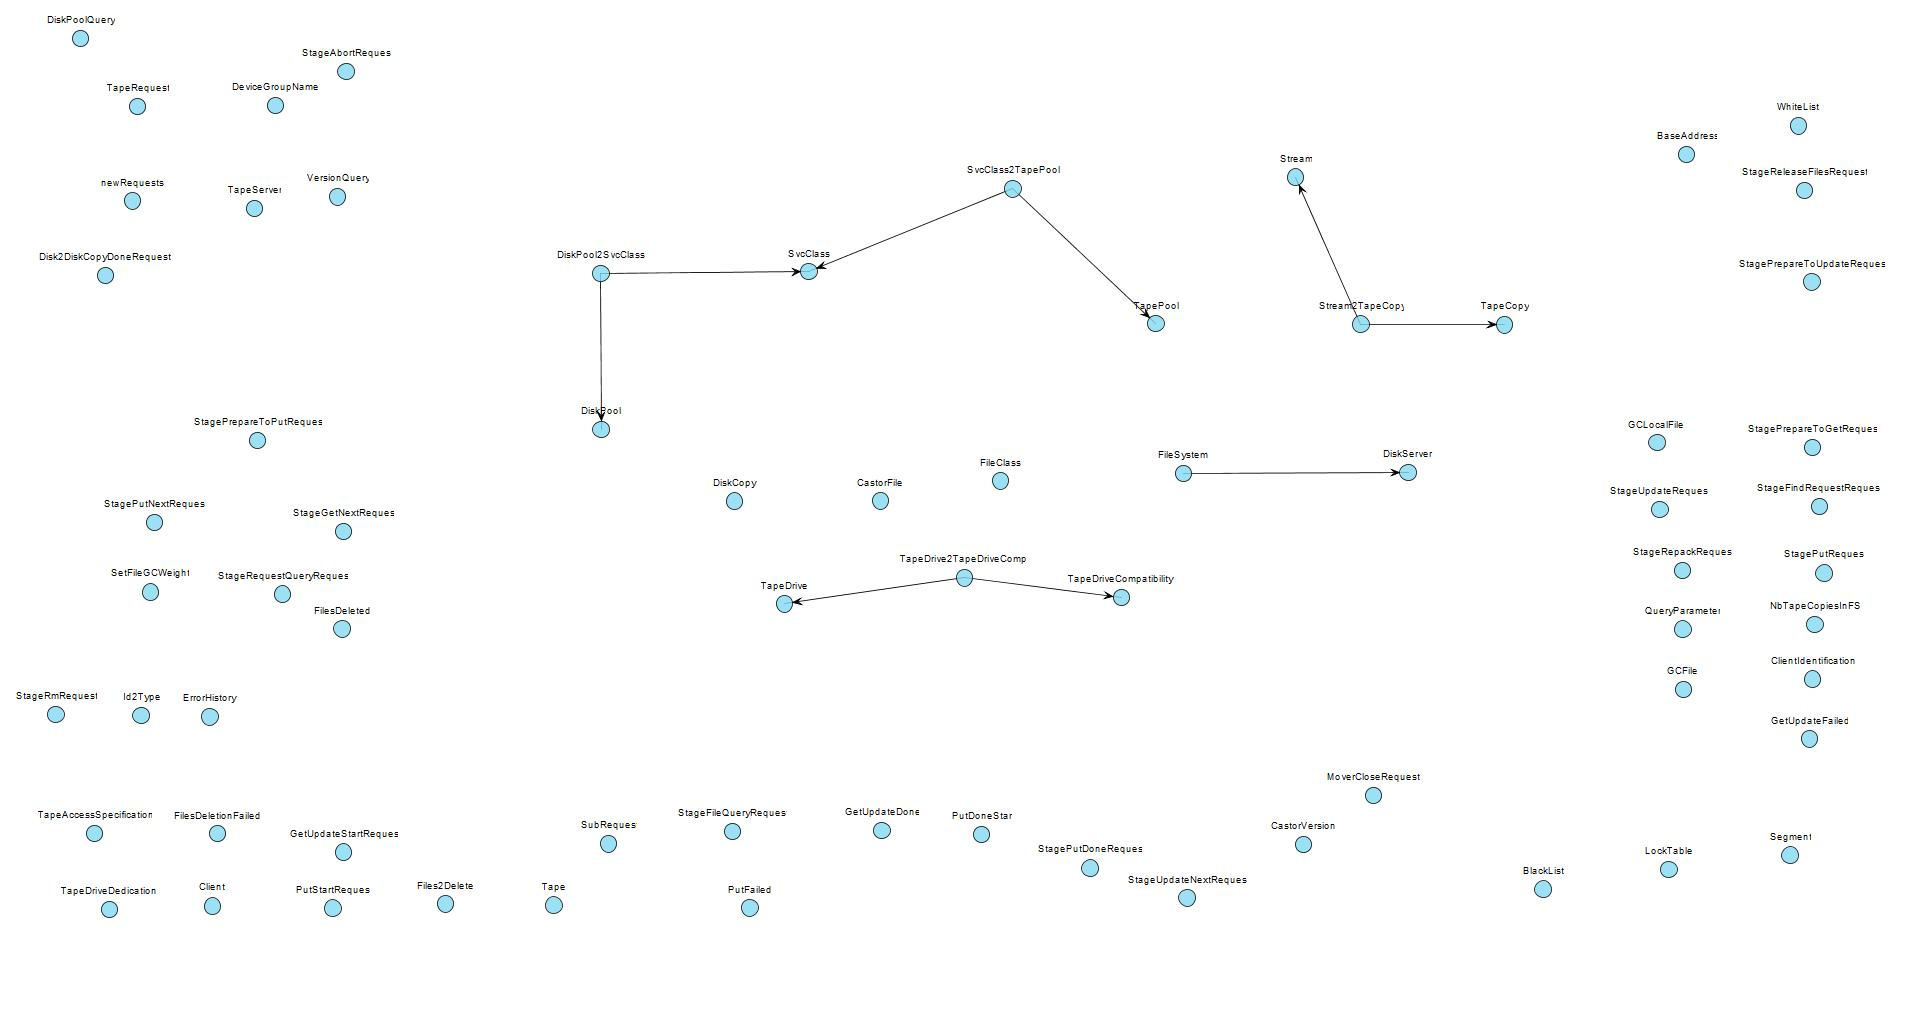 DiskPoolQuery
StageAbortReques
TapeRequest
DeviceGroupName
WhiteList
BaseAddress
Stream
SvcClass2TapePool
StageReleaseFilesRequest
newRequests
TapeServer
VersionQuery
Disk2DiskCopyDoneRequest
DiskPool2SvcClass
SvcClass
StagePrepareToUpdateReques
TapePool
Stream2TapeCopy
TapeCopy
DiskPool
StagePrepareToPutReques
GCLocalFile
StagePrepareToGetReques
FileClass
FileSystem
DiskServer
DiskCopy
CastorFile
StageUpdateReques
StageFindRequestReques
StagePutNextReques
StageGetNextReques
StageRepackReques
StagePutReques
TapeDrive2TapeDriveComp
SetFileGCWeight
StageRequestQueryReques
TapeDrive
TapeDriveCompatibility
FilesDeleted
QueryParameter
NbTapeCopiesInFS
GCFile
ClientIdentification
StageRmRequest
Id2Type
ErrorHistory
GetUpdateFailed
MoverCloseRequest
TapeAccessSpecification
FilesDeletionFailed
GetUpdateStartReques
SubReques
StageFileQueryReques
GetUpdateDone
PutDoneStar
CastorVersion
StagePutDoneReques
Segment
LockTable
BlackList
StageUpdateNextReques
TapeDriveDedication
Client
PutStartReques
Files2Delete
Tape
PutFailed